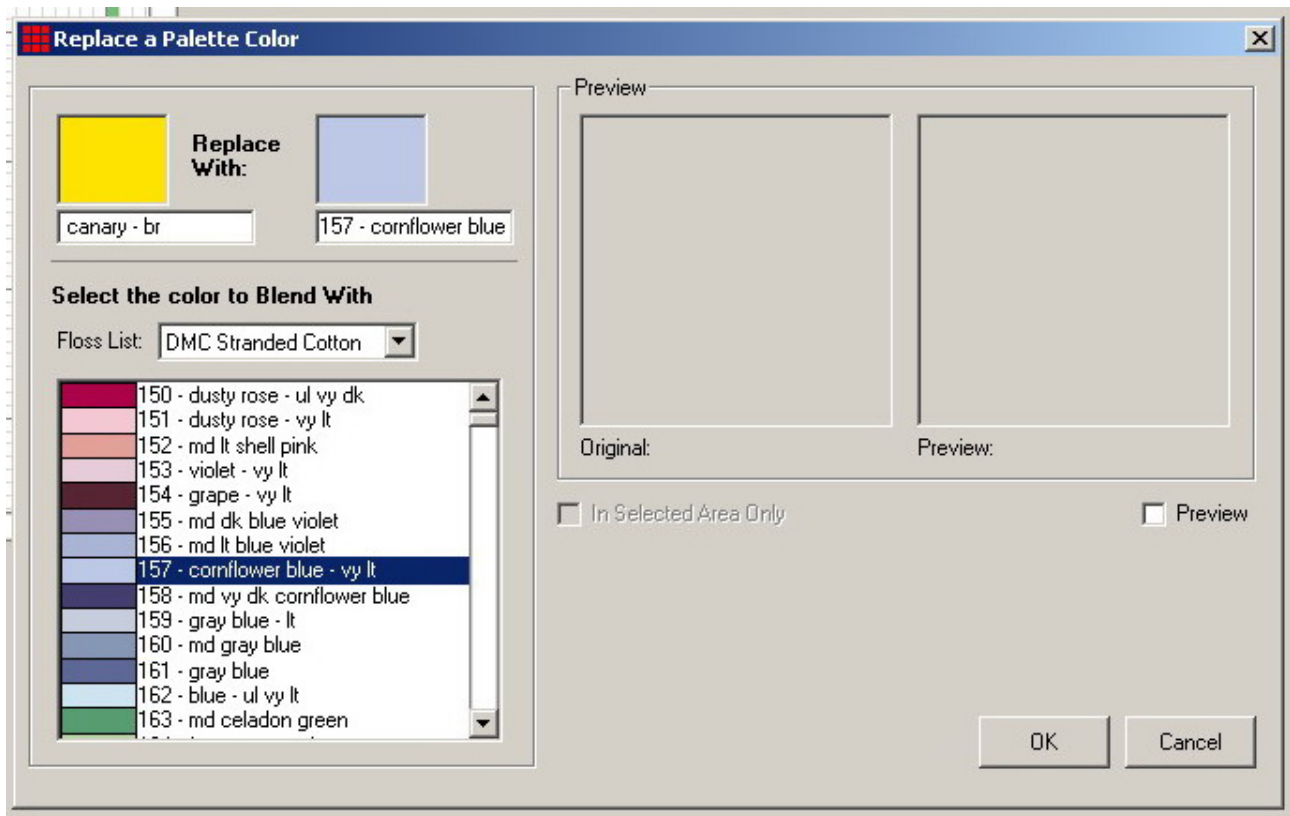 Replace a Palette Color
Preview
Replace With:
canary - br
157 - cornflower blue
Select the color to Blend With
Floss List: DMC Stranded Cotton
150 - dusty rose - ul vy dk
151 - dusty rose - vy lt
152 - md lt shell pink
153 - violet - vy lt
154 - grape - vy lt
155 - md dk blue violet
156 - md lt blue violet
157 - cornflower blue - vy lt
158 - md vy dk cornflower blue
159 - gray blue - lt
160 - md gray blue
161 - gray blue
162 - blue - ul vy lt
163 - md celadon green
Original:
Preview:
In Selected Area Only
Preview
OK
Cancel